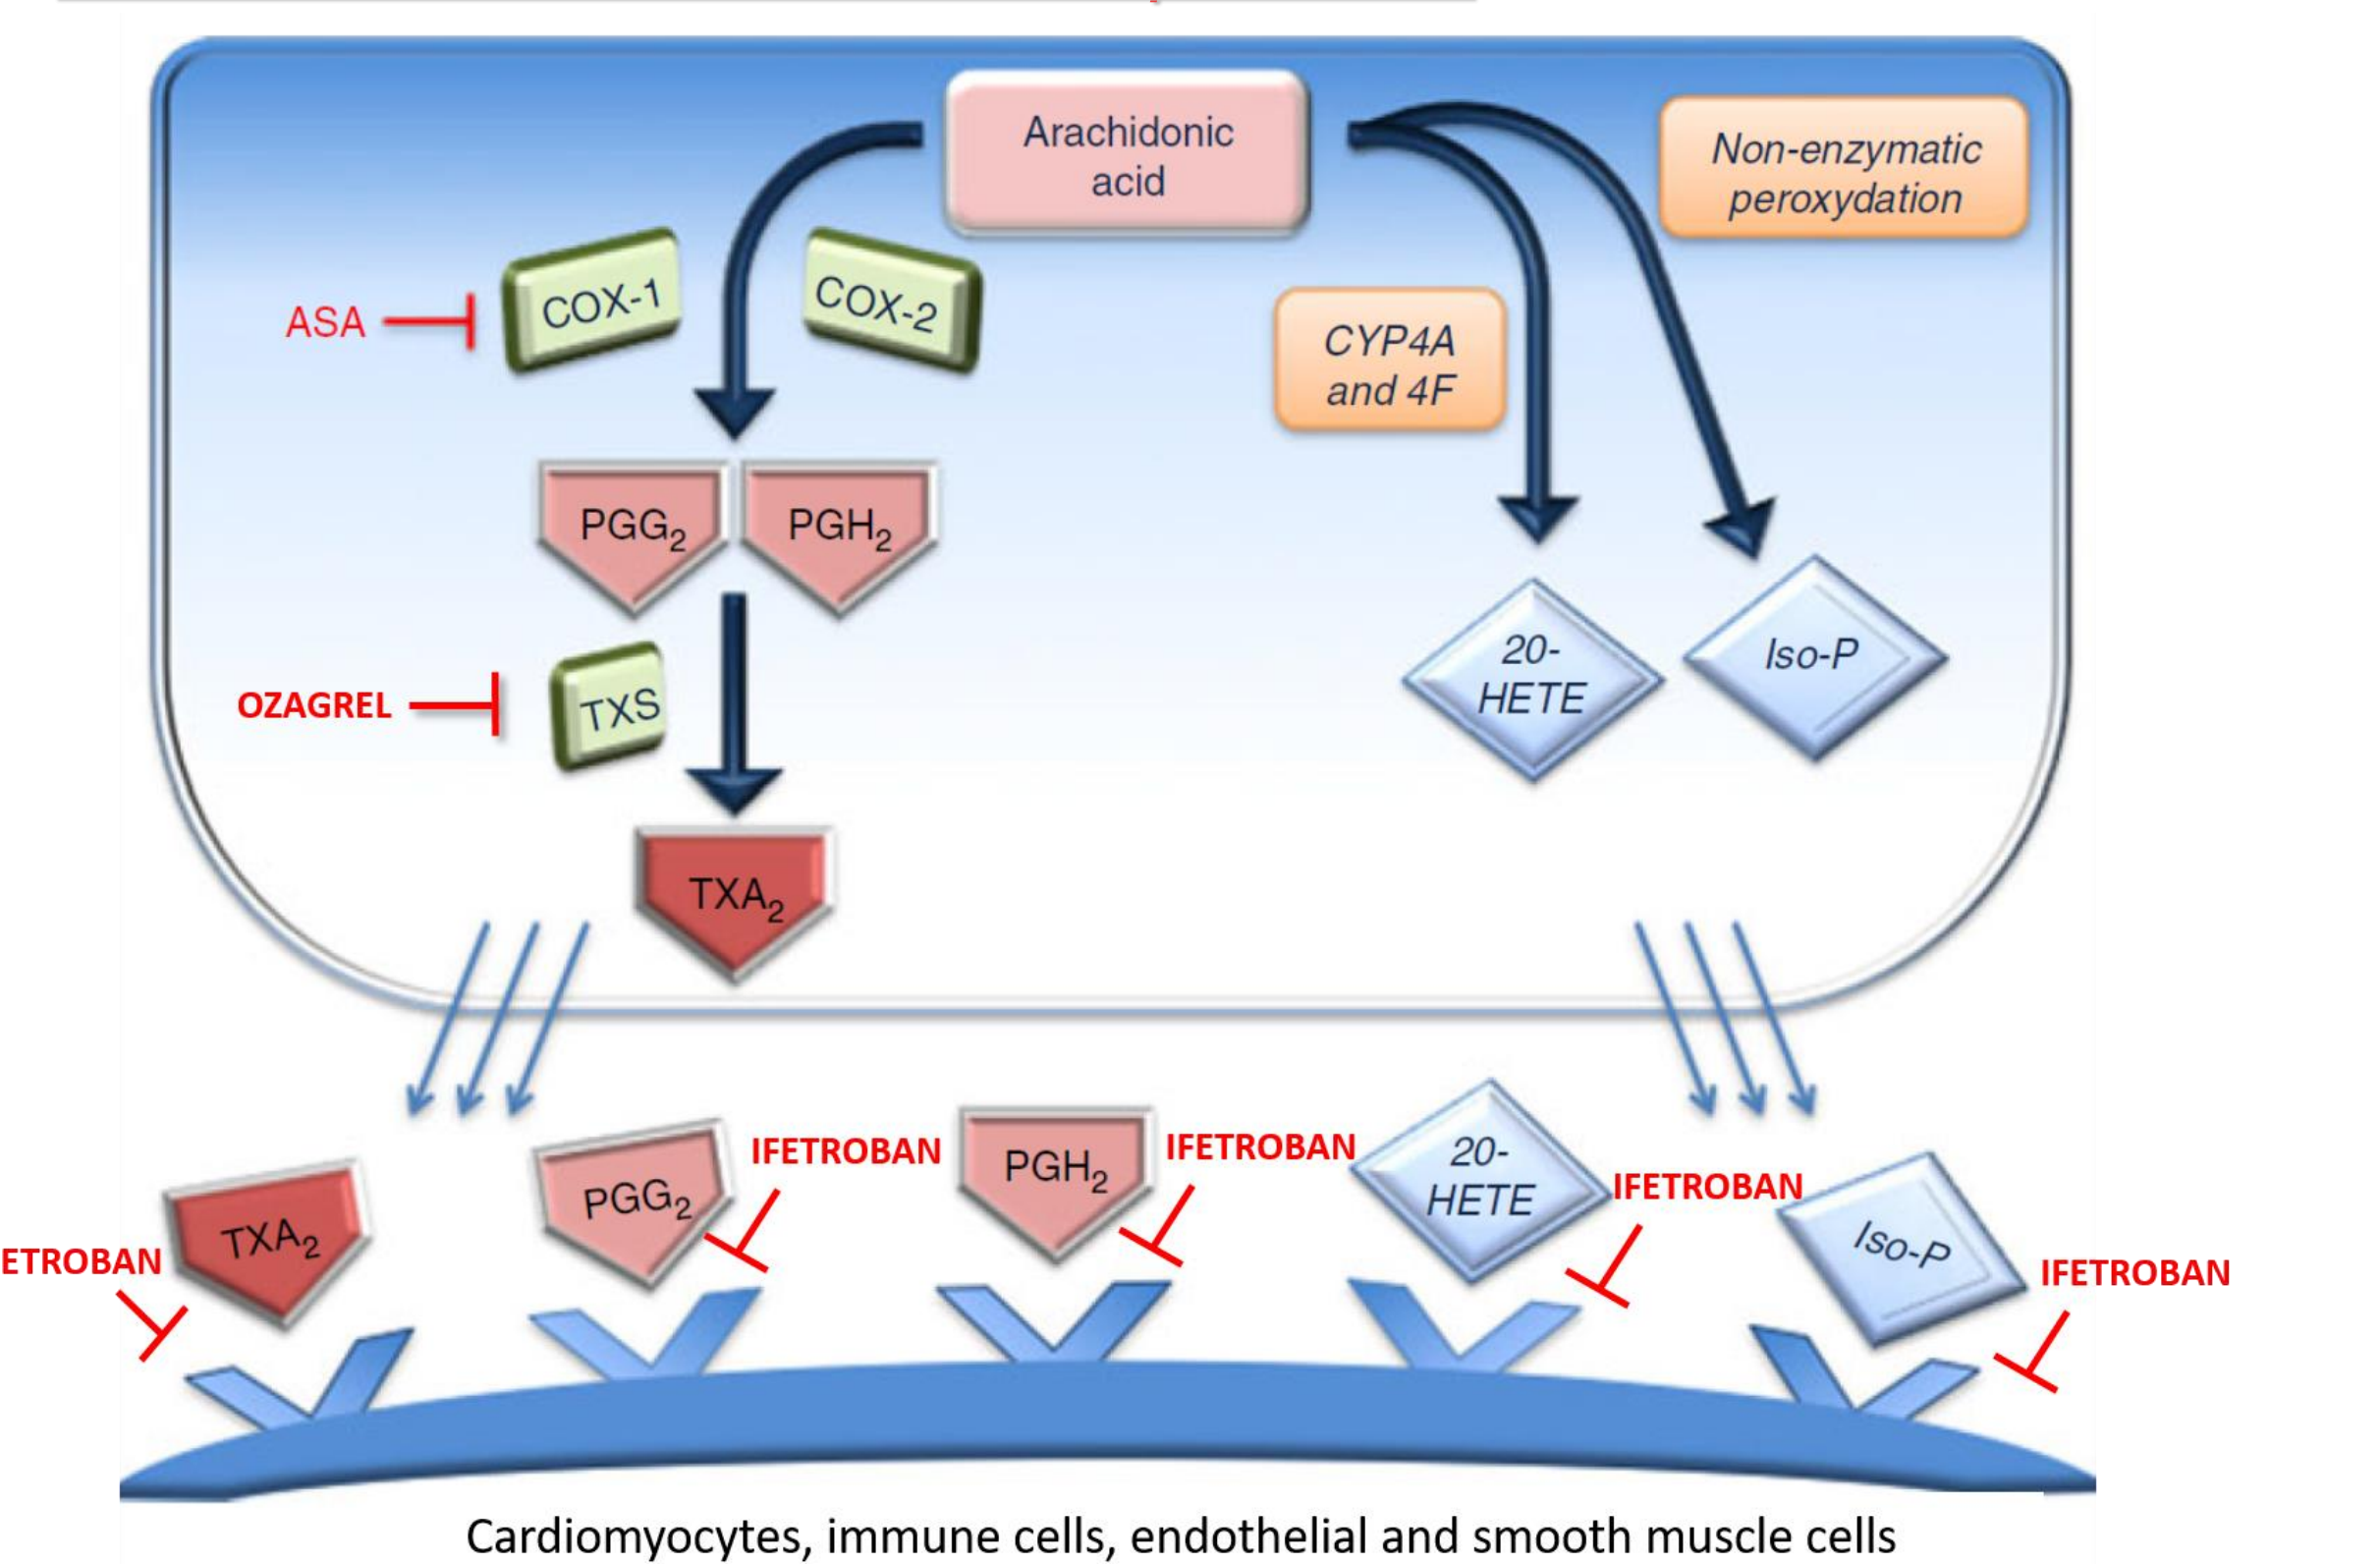 Arachidonic
acid
Non-enzymatic
peroxydation
COX-1
COX-2
ASA
CYP4A
and 4F
PGG2
PGH2
20-
HETE
Iso-P
OZAGREL
TXS
TXA2
ETROBAN
TXA2
PGG2
IFETROBAN
PGH2
IFETROBAN
20-
HETE
IFETROBAN
Iso-P
IFETROBAN
Cardiomyocytes, immune cells, endothelial and smooth muscle cells